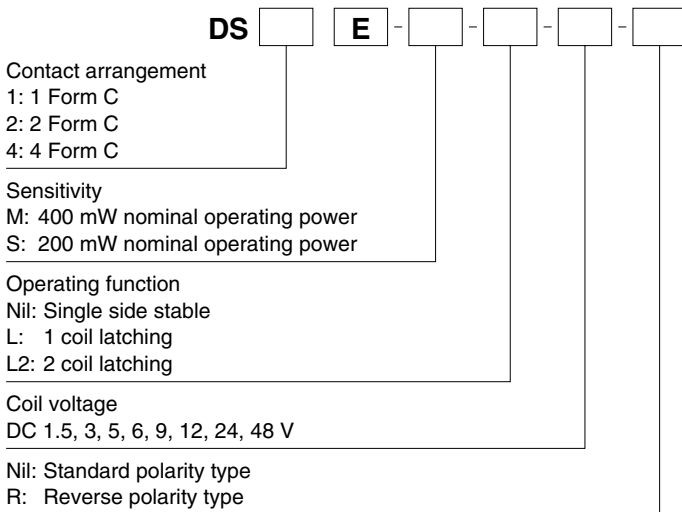 DS E - - - -
Contact arrangement
1: 1 Form C
2: 2 Form C
4: 4 Form C
Sensitivity
M: 400 mW nominal operating power
S: 200 mW nominal operating power
Operating function
Nil: Single side stable
L: 1 coil latching
L2: 2 coil latching
Coil voltage
DC 1.5, 3, 5, 6, 9, 12, 24, 48 V
Nil: Standard polarity type
R: Reverse polarity type